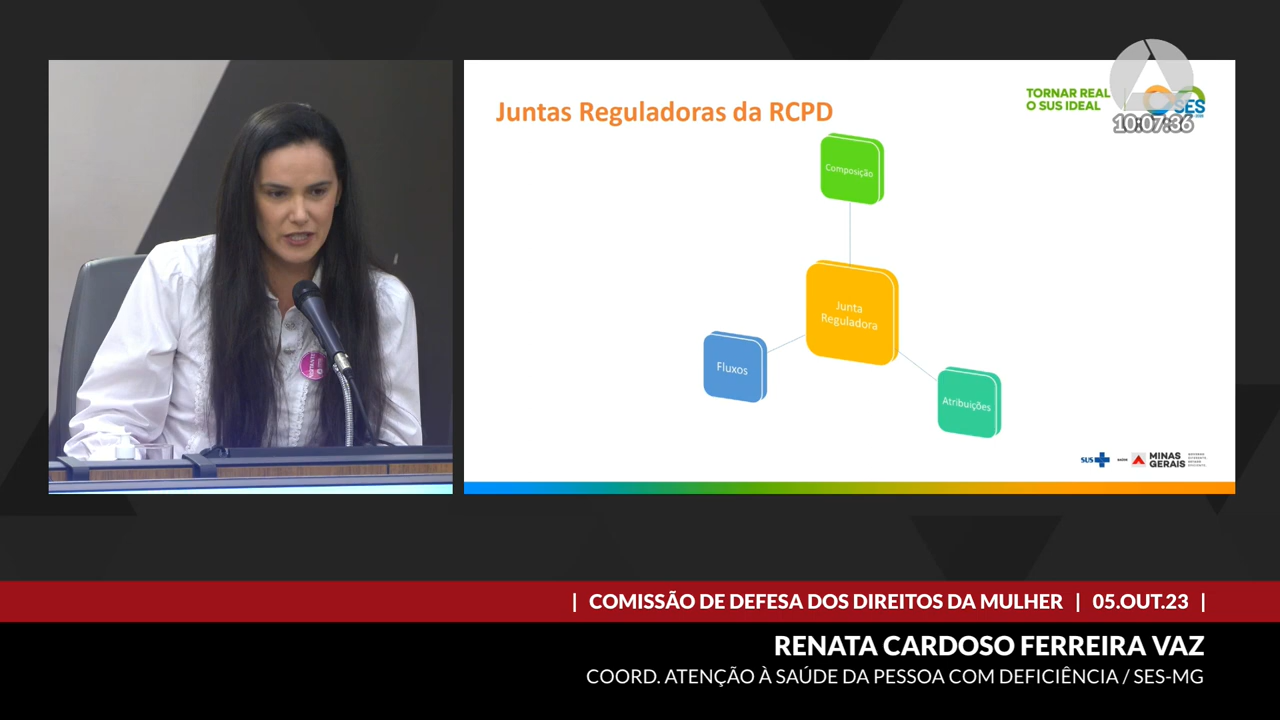 Juntas Reguladoras da RCPD
TORNAR REAL
O SUS IDEAL
SES
10:07:36
Composição
Junta
Reguladora
Fluxos
Atribuições
SUS
MINAS
GERAIS
| COMISSÃO DE DEFESA DOS DIREITOS DA MULHER | 05.OUT.23 |
RENATA CARDOSO FERREIRA VAZ
COORD. ATENÇÃO À SAÚDE DA PESSOA COM DEFICIÊNCIA / SES-MG